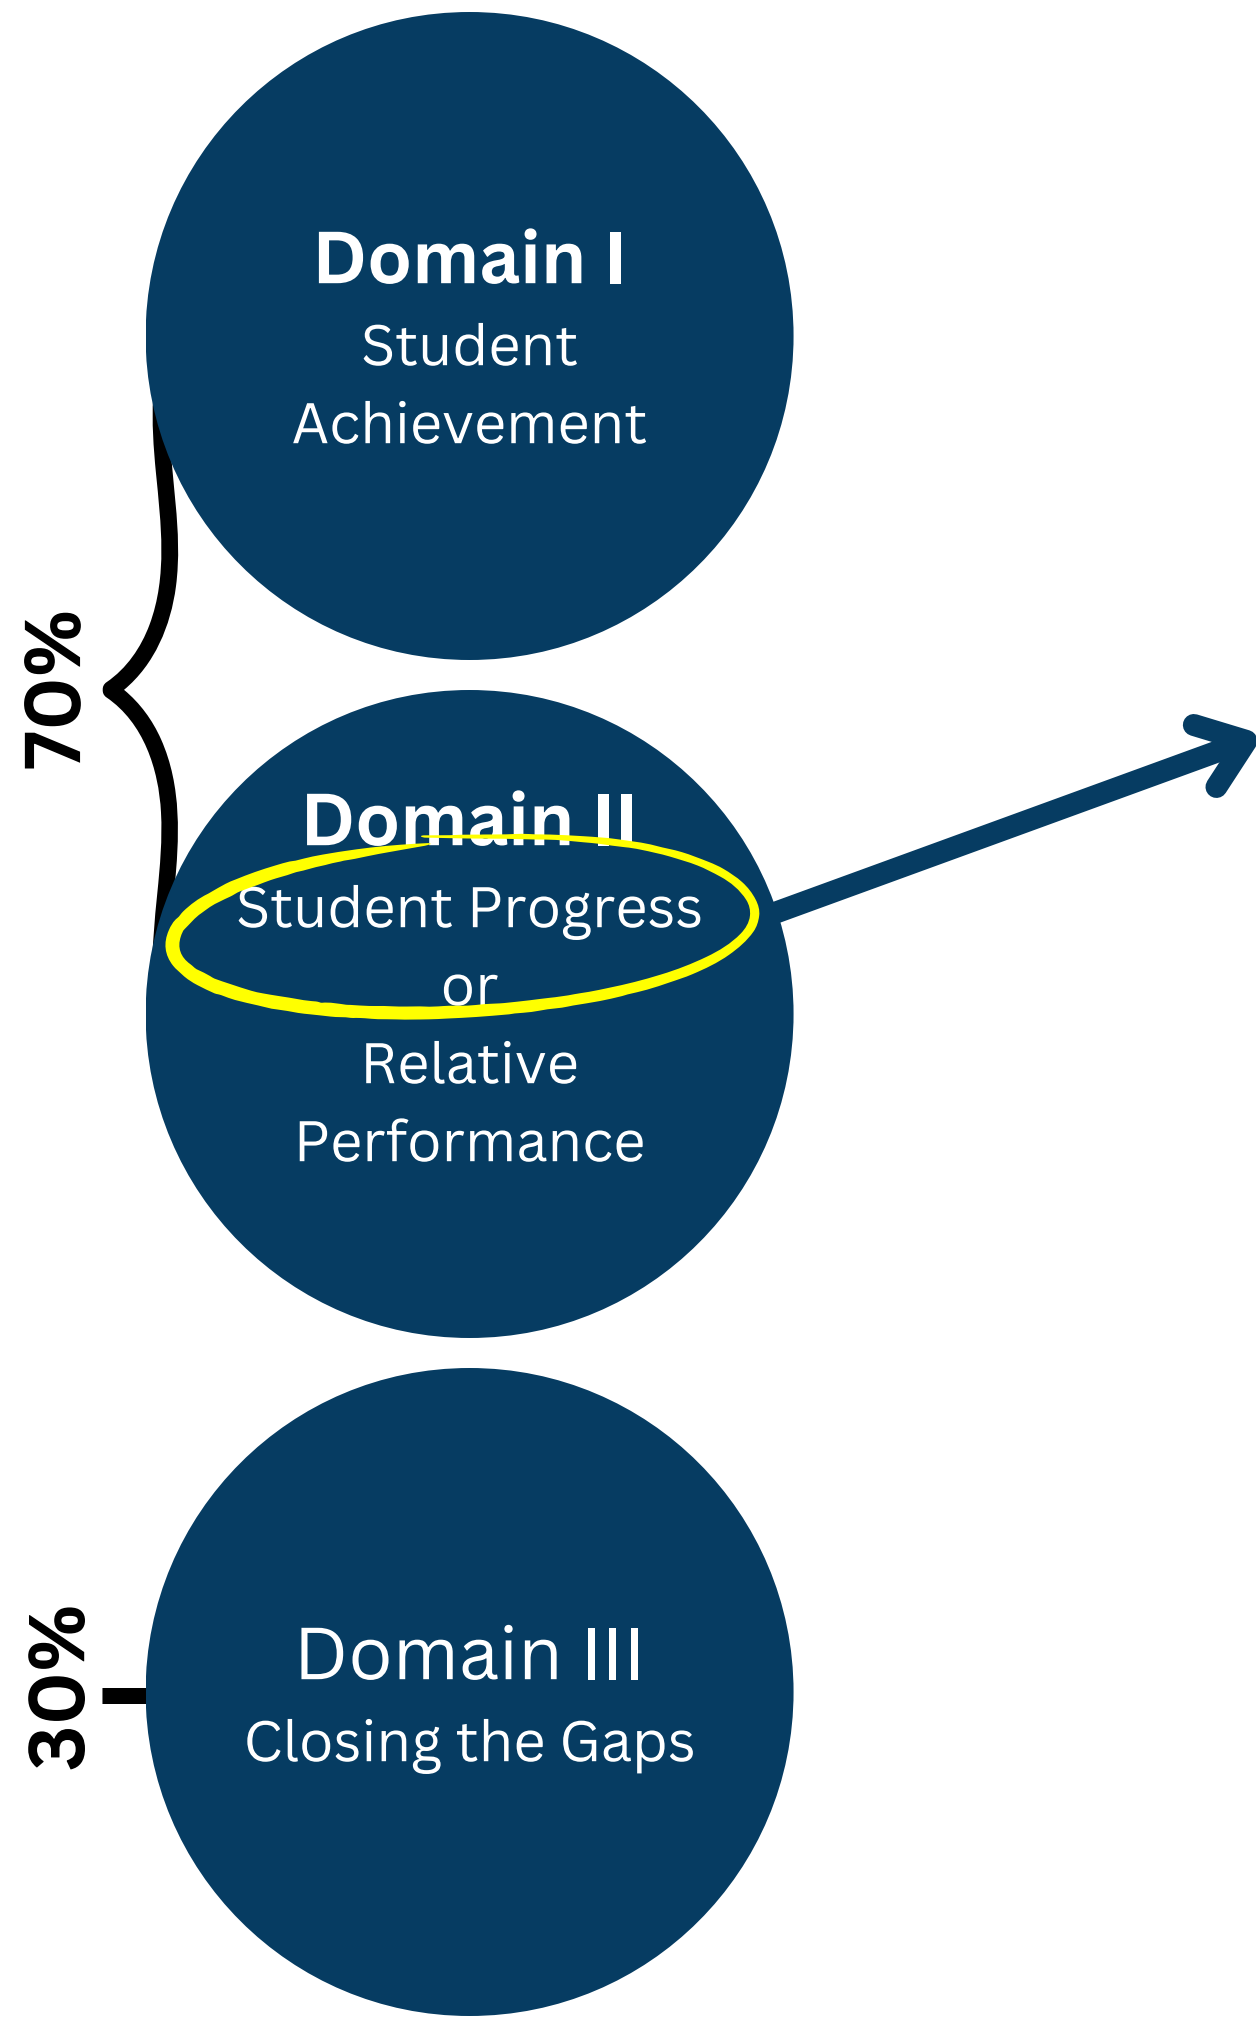 Domain I
Student
Achievement
70%
Domain II
Student Progress
or
Relative
Performance
30%
Domain III
Closing the Gaps